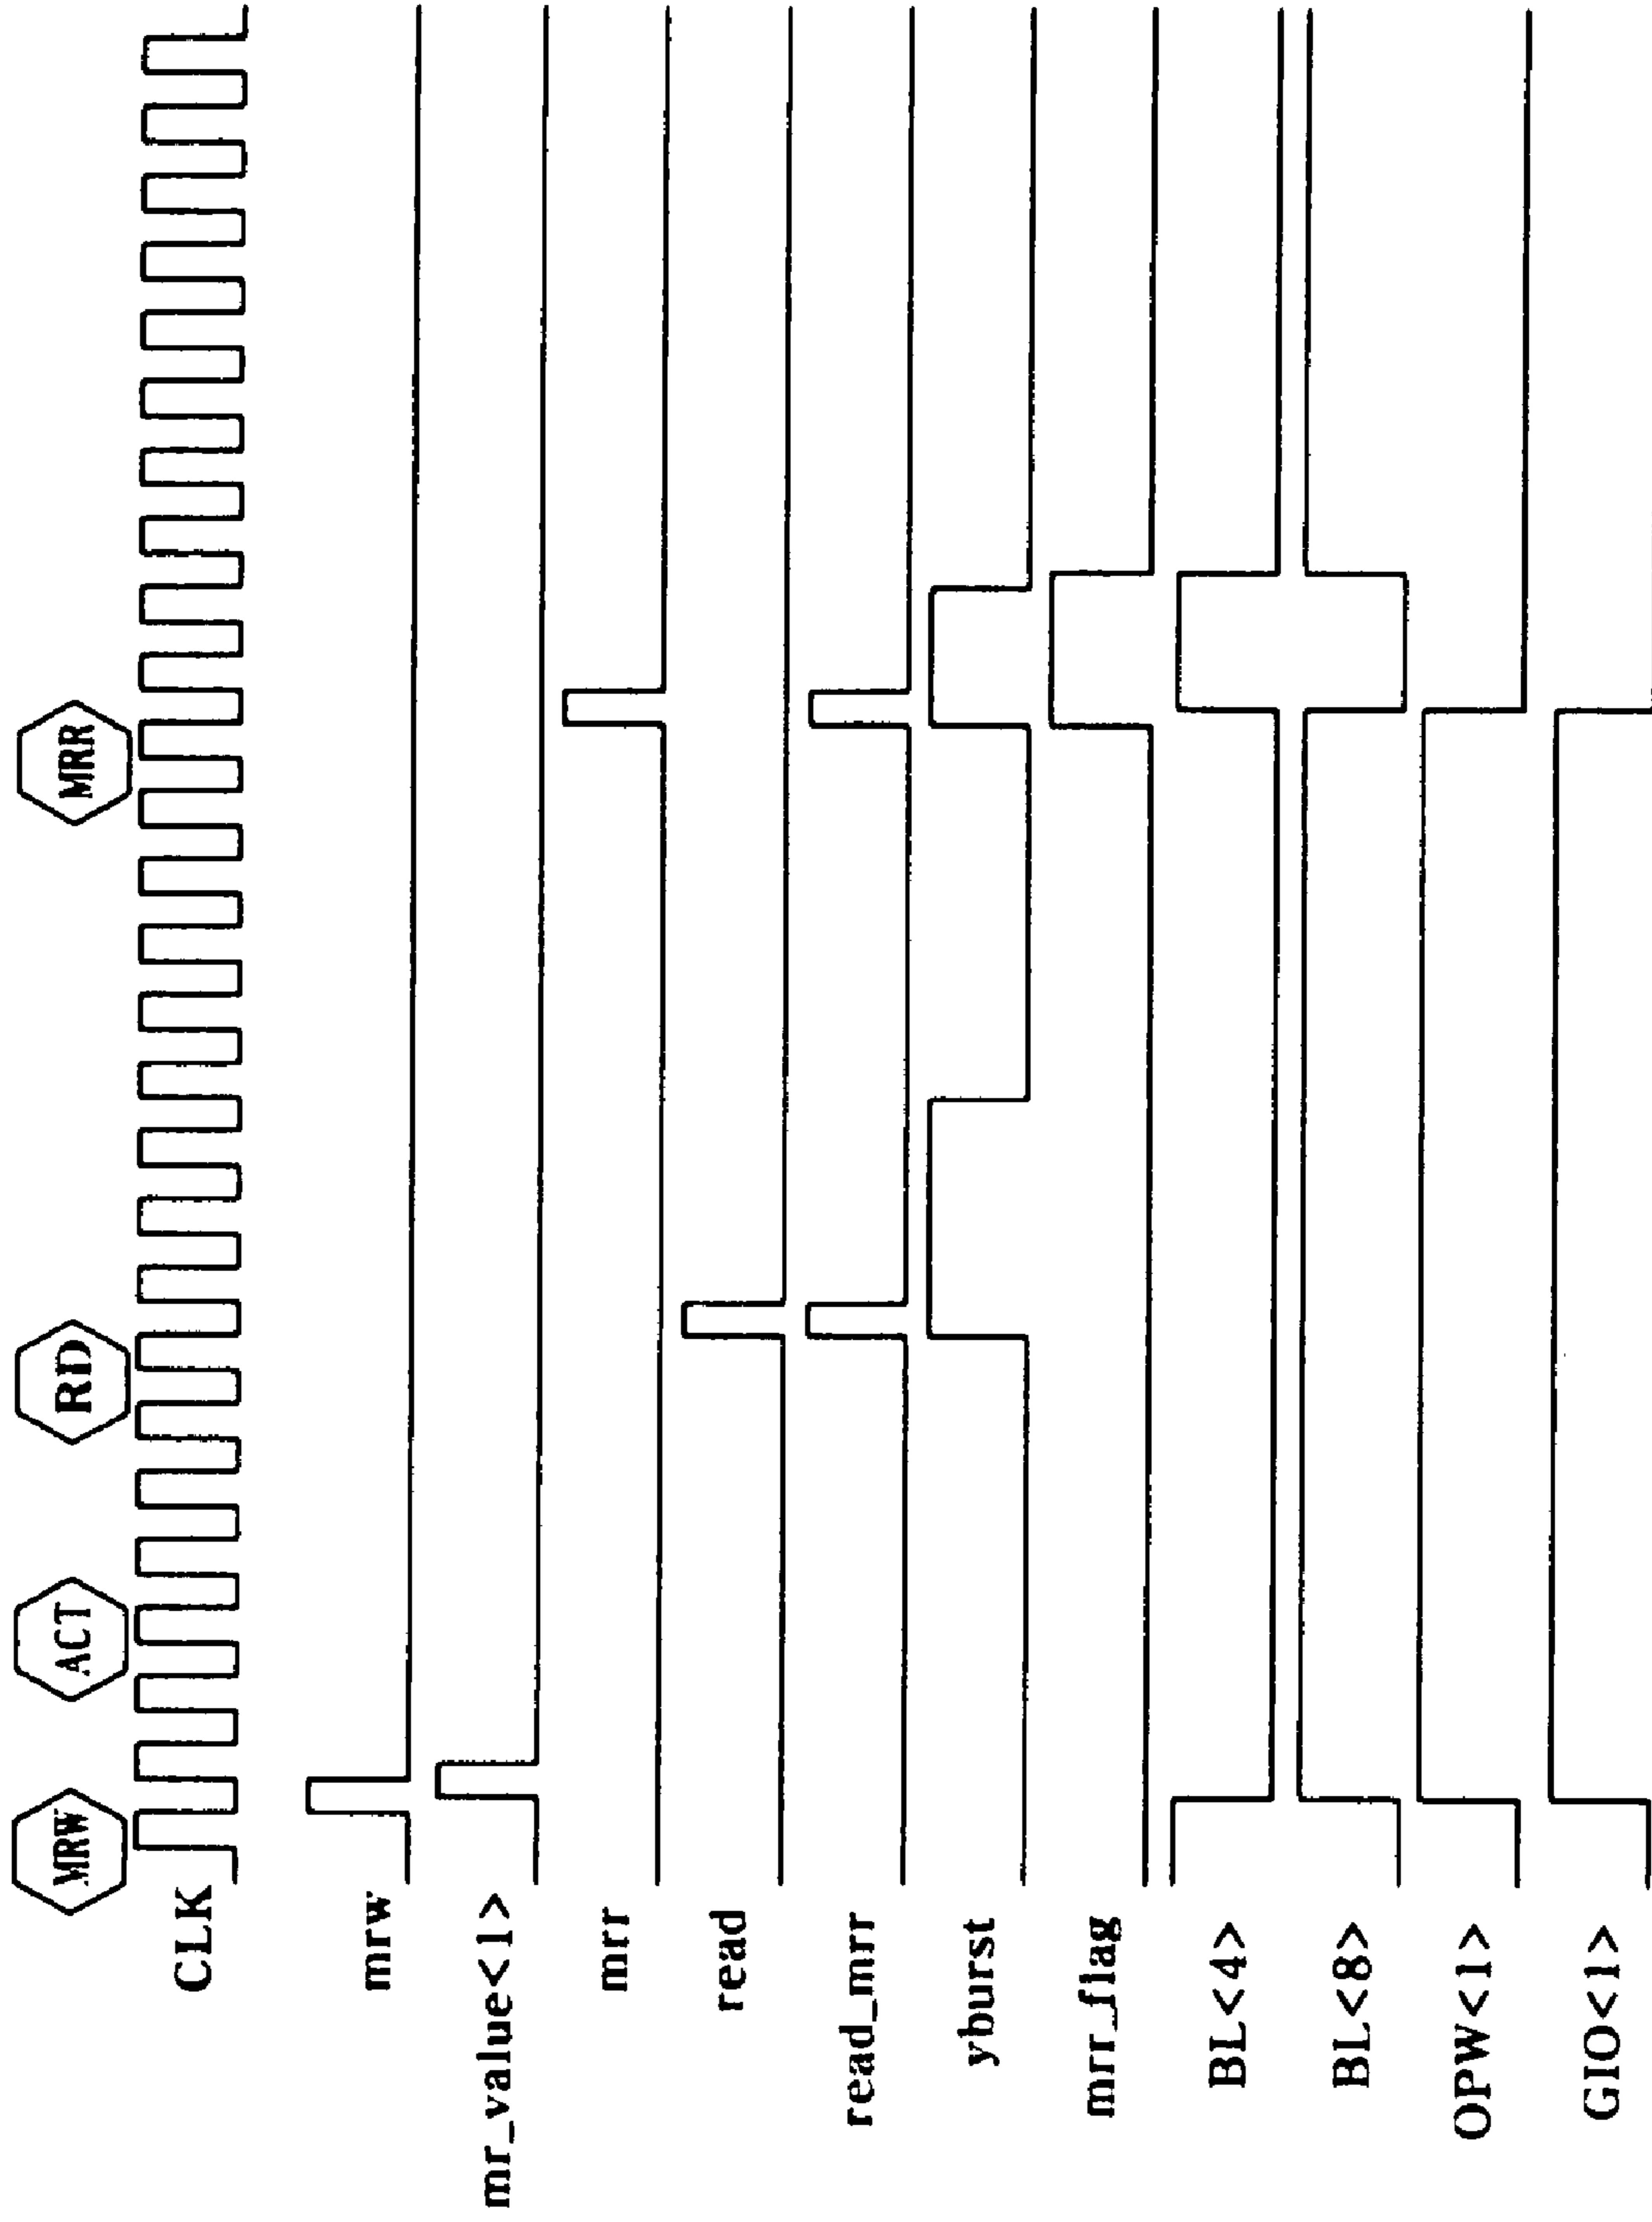 MRW
ACT
RD
MRR
CLK
mrw
mr_value<1>
mrr
read
read_mrr
yburst
mrr_flag
BL<4>
BL<8>
OPW<1>
GIO<1>